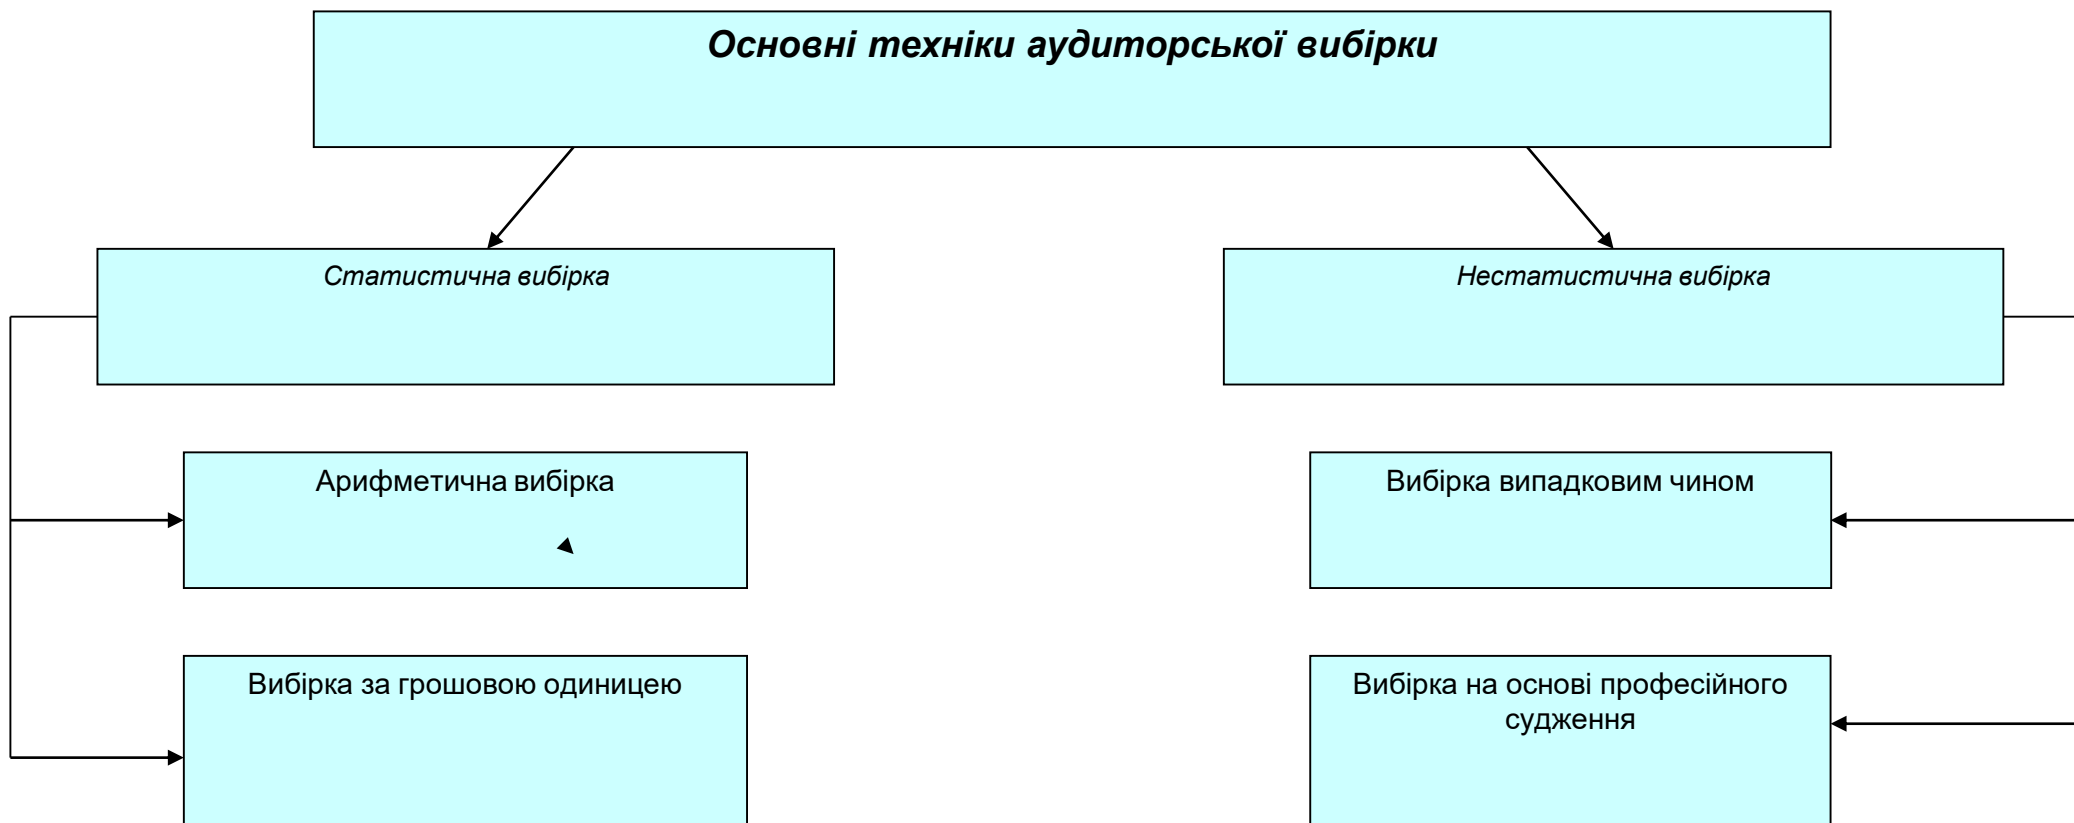 Основні техніки аудиторської вибірки
Статистична вибірка
Нестатистична вибірка
Арифметична вибірка
Вибірка випадковим чином
Вибірка за грошовою одиницею
Вибірка на основі професійного
судження